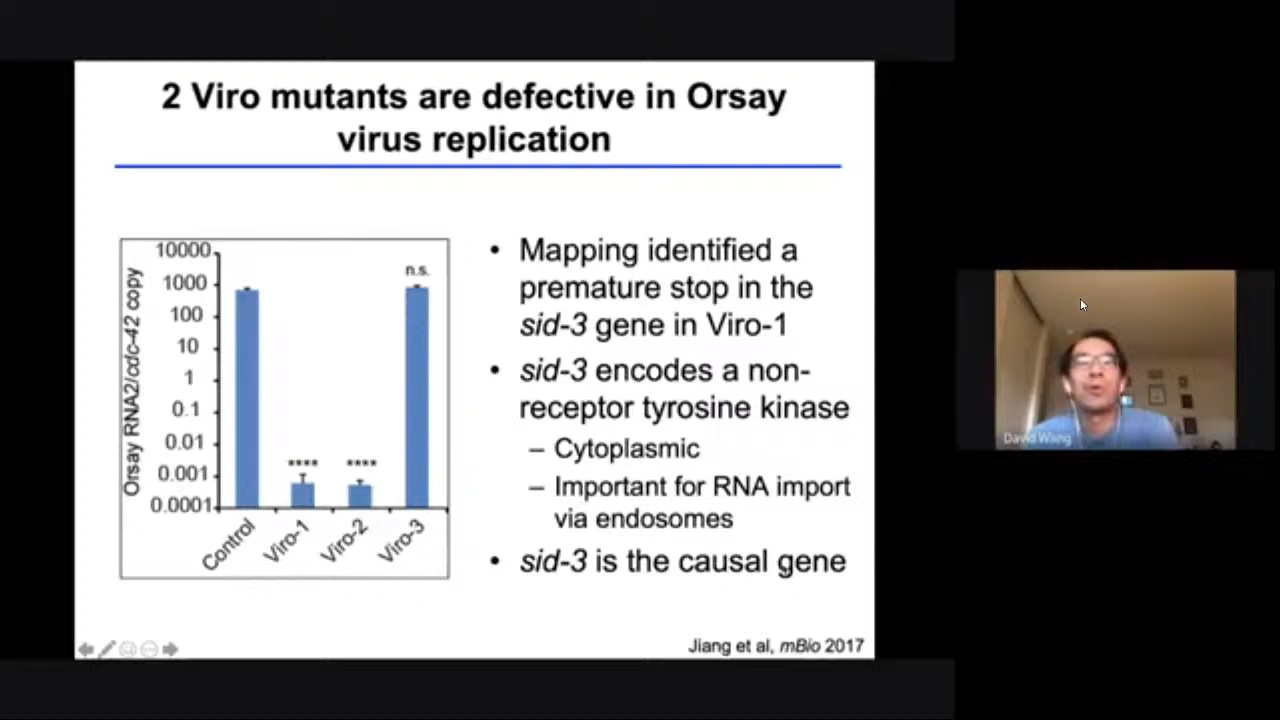 2 Viro mutants are defective in Orsay
virus replication
Orsay RNA2/cdc-42 copy
10000
1000
100
10
1
0.1
0.01
0.001
0.0001
n.s.
****
****
Control
Viro-1
Viro-2
Viro-3
• Mapping identified a
premature stop in the
sid-3 gene in Viro-1
• sid-3 encodes a non-
receptor tyrosine kinase
– Cytoplasmic
– Important for RNA import
via endosomes
• sid-3 is the causal gene
Jiang et al, mBio 2017
David Wang